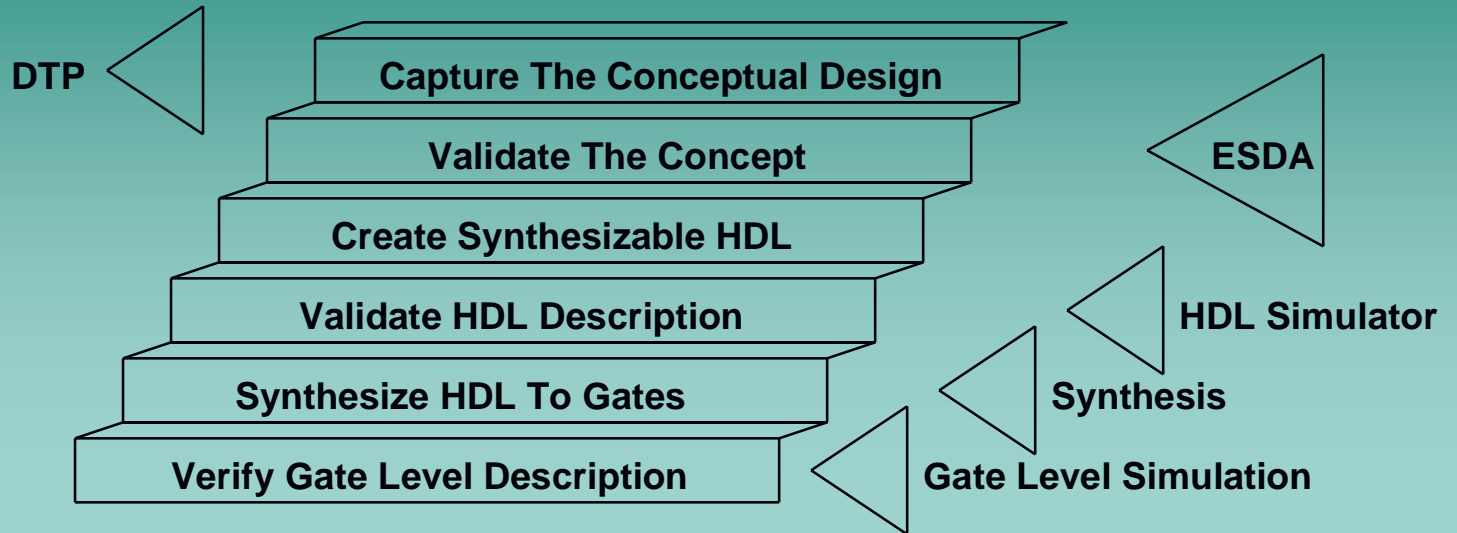 DTP
Capture The Conceptual Design
Validate The Concept
ESDA
Create Synthesizable HDL
Validate HDL Description
HDL Simulator
Synthesize HDL To Gates
Synthesis
Verify Gate Level Description
Gate Level Simulation